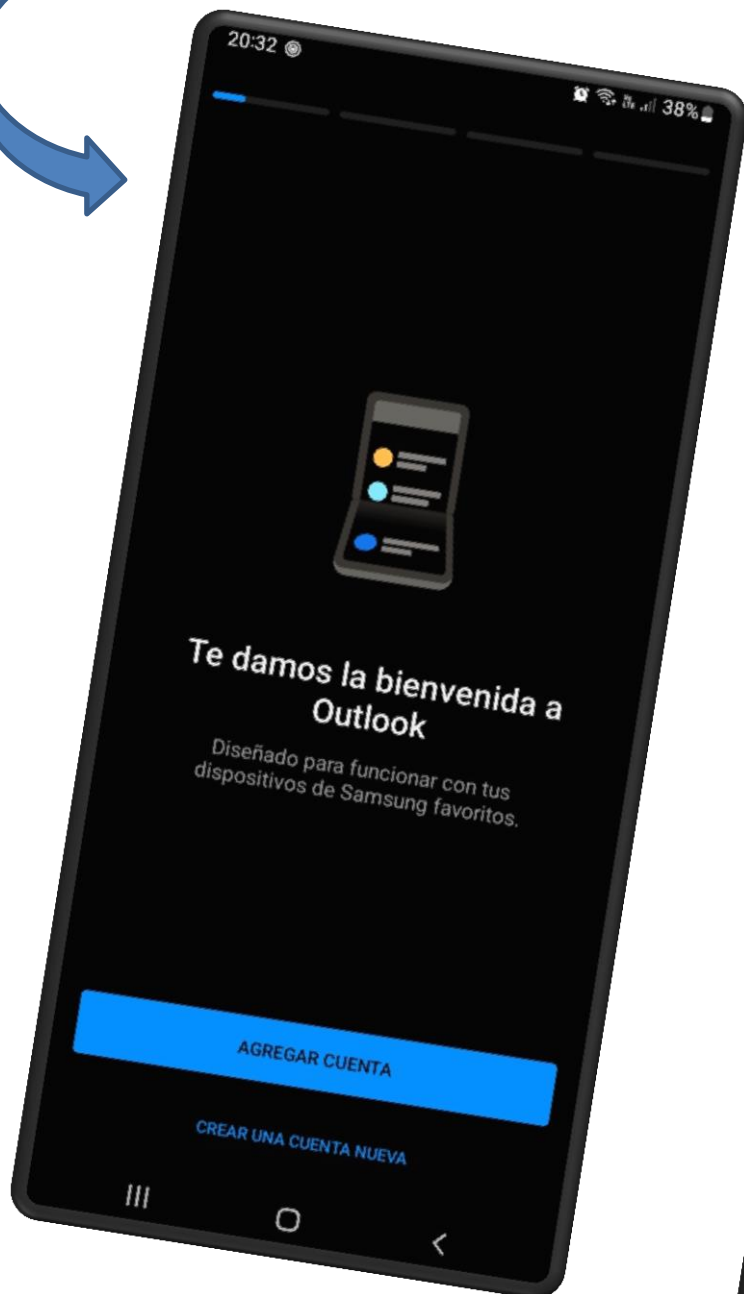 20:32
38%
Te damos la bienvenida a
Outlook
Diseñado para funcionar con tus
dispositivos de Samsung favoritos.
AGREGAR CUENTA
CREAR UNA CUENTA NUEVA